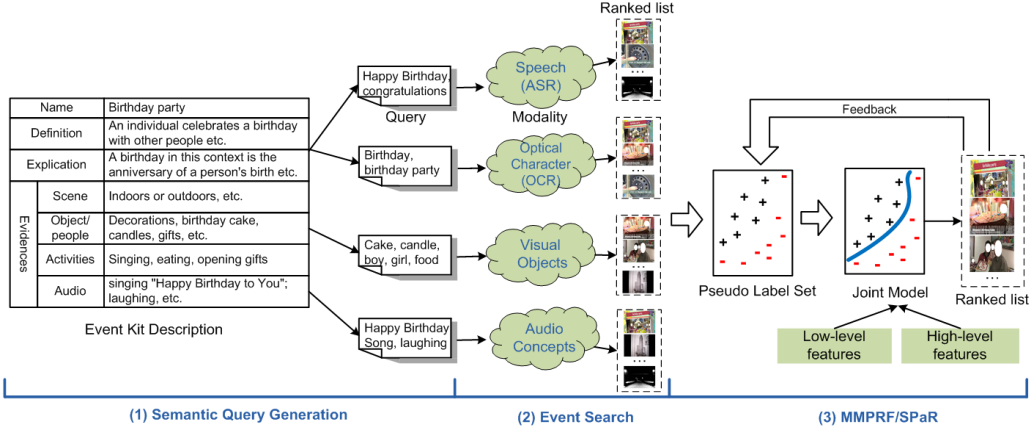 Ranked list
Name
Birthday party
Definition
An individual celebrates a birthday
with other people etc.
Explication
A birthday in this context is the
anniversary of a person's birth etc.
Evidences
Scene
Indoors or outdoors, etc.
Object/
people
Decorations, birthday cake,
candles, gifts, etc.
Activities
Singing, eating, opening gifts
Audio
singing "Happy Birthday to You";
laughing, etc.
Event Kit Description
Happy Birthday
congratulations
Query
Birthday,
birthday party
Cake, candle,
boy, girl, food
Happy Birthday
Song, laughing
Speech
(ASR)
Modality
Optical
Character
(OCR)
Visual
Objects
Audio
Concepts
...
...
...
...
Feedback
Pseudo Label Set
Joint Model
...
Ranked list
Low-level
features
High-level
features
(1) Semantic Query Generation
(2) Event Search
(3) MMPRF/SPaR